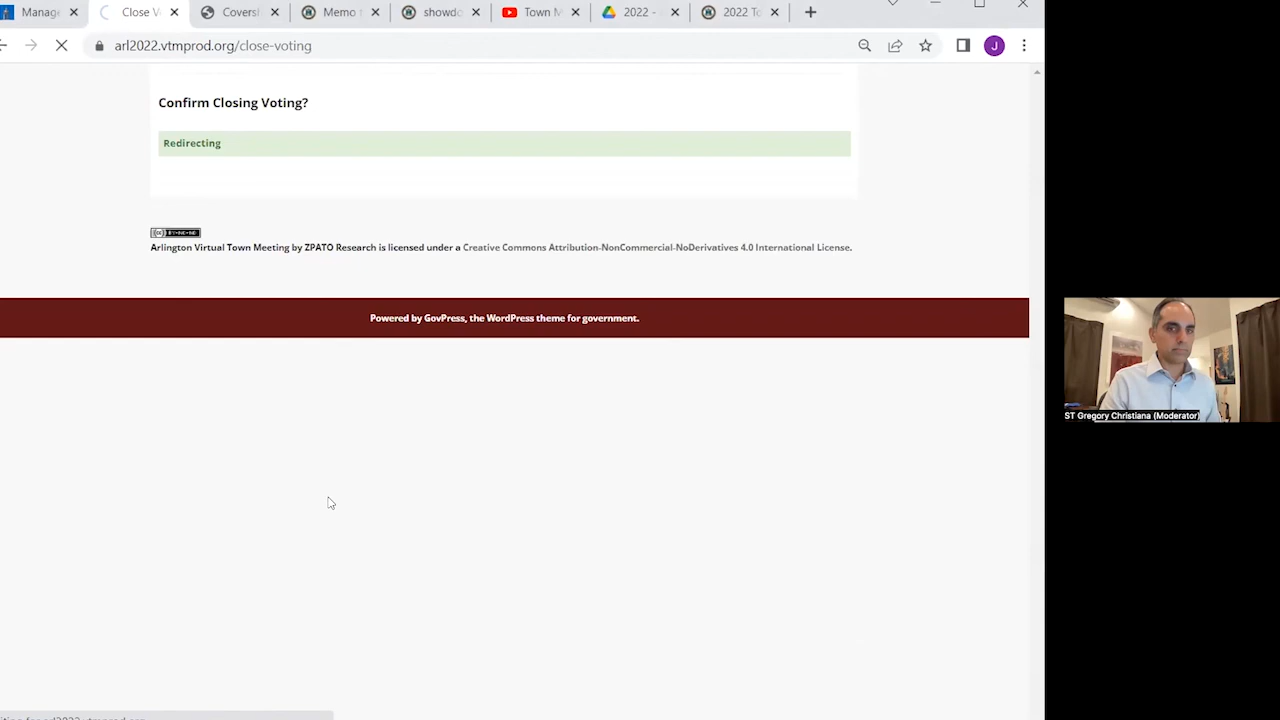 Manage
Close V
Coversh
Memo f
showdo
Town M
2022 -
2022 To
arl2022.vtmprod.org/close-voting
J
Confirm Closing Voting?
Redirecting
Arlington Virtual Town Meeting by ZPATO Research is licensed under a Creative Commons Attribution-NonCommercial-NoDerivatives 4.0 International License.
Powered by GovPress, the WordPress theme for government.
ST Gregory Christiana (Moderator)